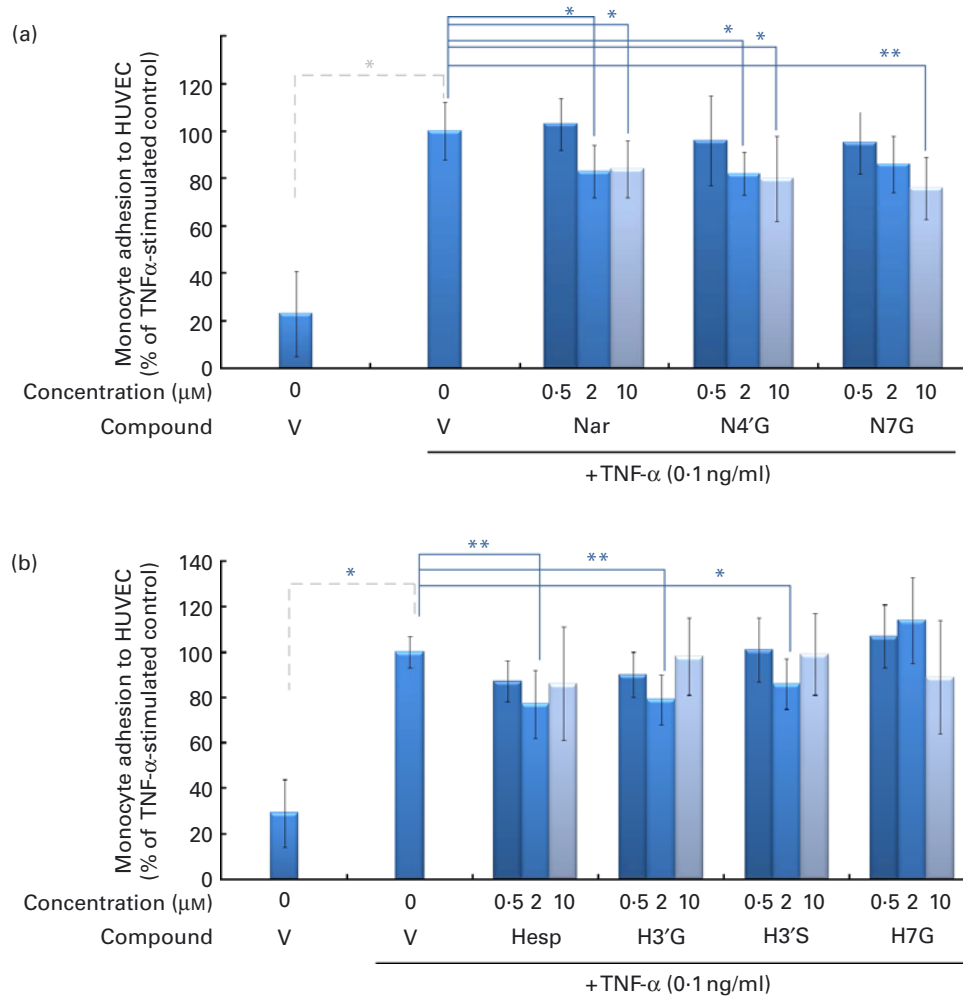 (a)
* *
* *
**
*
Monocyte adhesion to HUVEC
(% of TNFα-stimulated control)
120
100
80
60
40
20
0
Concentration (μM) 0 0 0·5 2 10 0·5 2 10 0·5 2 10
Compound V V Nar N4′G N7G
+TNF-α (0·1 ng/ml)
(b)
**
**
* *
Monocyte adhesion to HUVEC
(% of TNF-α-stimulated control)
140
120
100
80
60
40
20
0
Concentration (μM) 0 0 0·5 2 10 0·5 2 10 0·5 2 10 0·5 2 10
Compound V V Hesp H3′G H3′S H7G
+TNF-α (0·1 ng/ml)